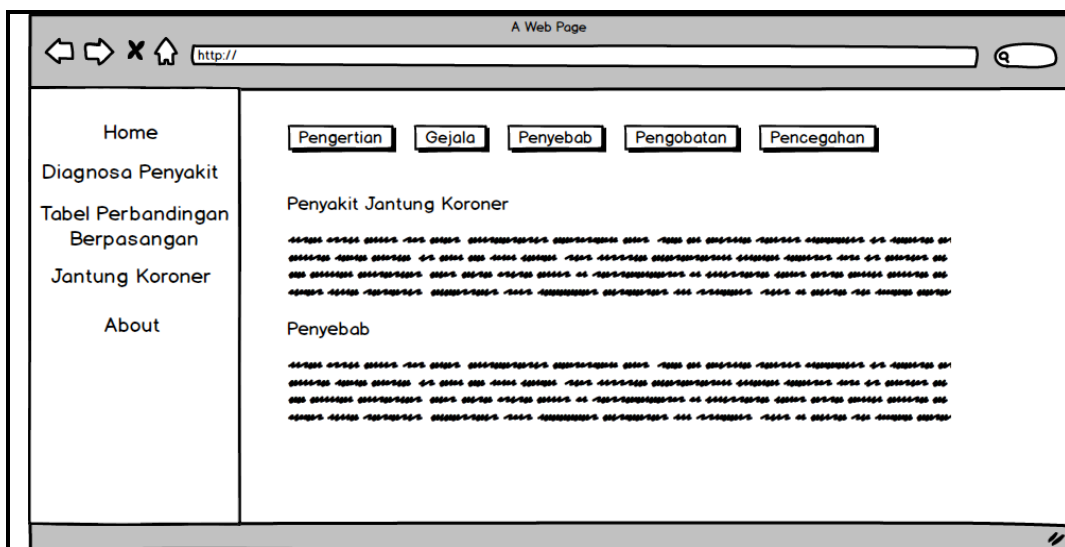 A Web Page
http://
Home
Diagnosa Penyakit
Tabel Perbandingan
Berpasangan
Jantung Koroner
About
Pengertian Gejala Penyebab Pengobatan Pencegahan
Penyakit Jantung Koroner
Penyebab